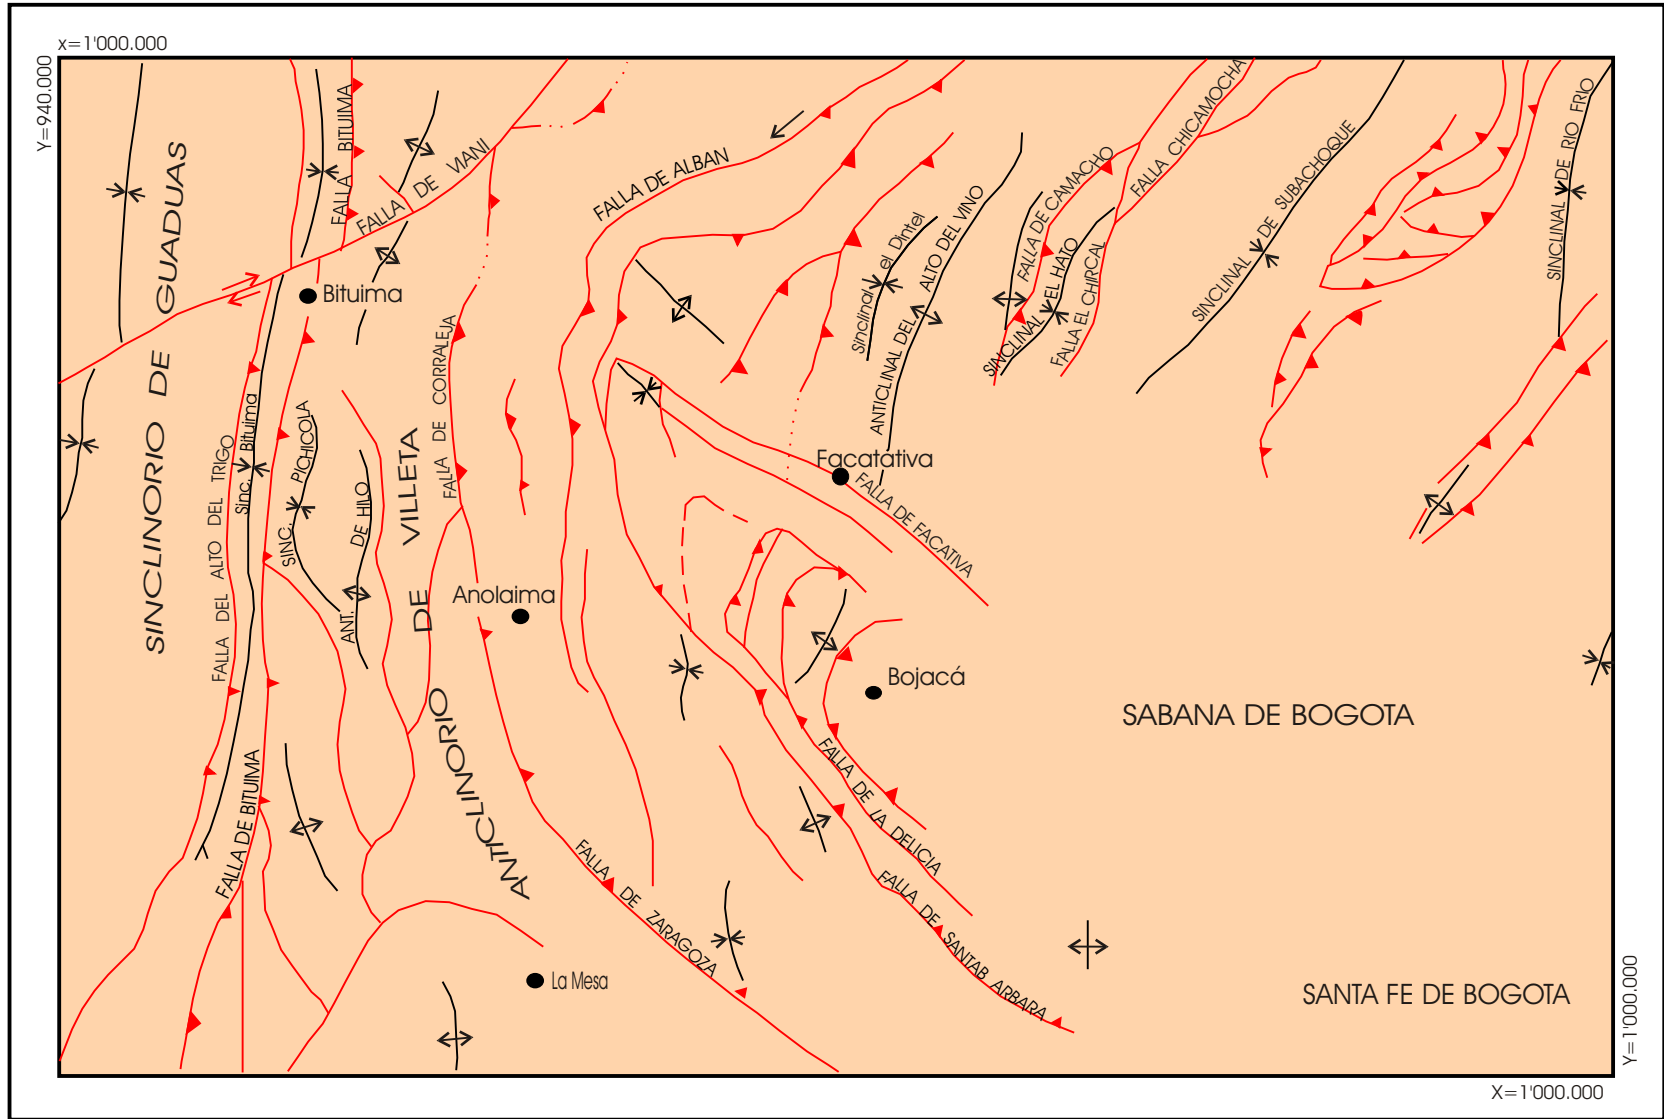 x=1'000.000
Y=940.000
SINCLINORIO DE GUADUAS
FALLA BITUIMA
FALLA DE VIANI
Bituima
FALLA DE ALBAN
Sinclinal el Dintel
ANTICLINAL DEL ALTO DEL VINO
FALLA DE CAMACHO
FALLA CHICAMOCHA
SINCLINAL EL HATO
FALLA EL CHIRCAL
SINCLINAL DE SUBACHOQUE
SINCLINAL DE RIO FRIO
FALLA DEL ALTO DEL TRIGO
Sinc. Bituima
SINC. PICHICOLA
ANT. DE HILO
ANTICLINORIO DE VILLETA
FALLA DE CORRALEJA
Facatativa
FALLA DE FACATIVA
Anolaima
Bojacá
SABANA DE BOGOTA
FALLA DE BITUIMA
FALLA DE LA DELICIA
FALLA DE ZARAGOZA
FALLA DE SANTAB ARBARA
La Mesa
SANTA FE DE BOGOTA
Y=1'000.000
X=1'000.000